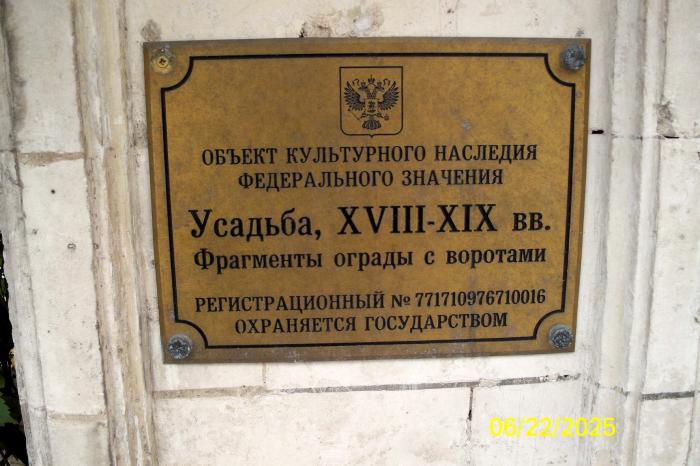 ОБЪЕКТ КУЛЬТУРНОГО НАСЛЕДИЯ
ФЕДЕРАЛЬНОГО ЗНАЧЕНИЯ
Усадьба, XVIII-XIX вв.
Фрагменты ограды с воротами
РЕГИСТРАЦИОННЫЙ № 771710976710016
ОХРАНЯЕТСЯ ГОСУДАРСТВОМ
06/22/2025